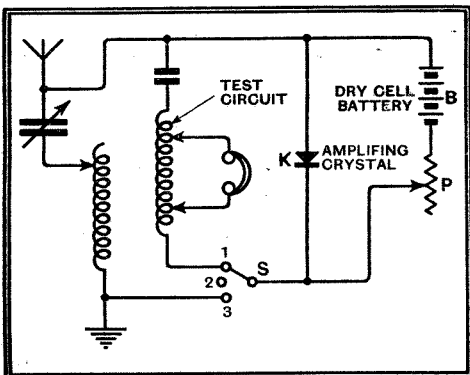 TEST
CIRCUIT
DRY CELL
BATTERY
B
K
AMPLIFING
CRYSTAL
P
1
S
2
3